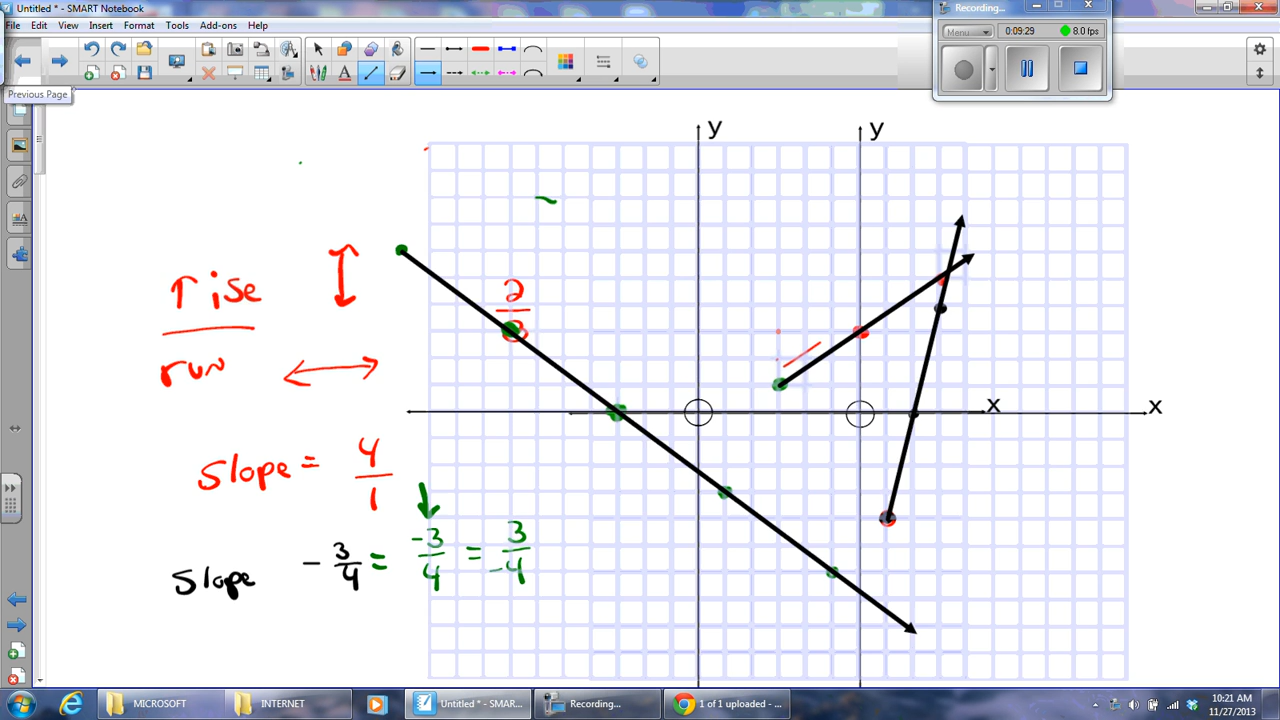 Untitled * - SMART Notebook
File Edit View Insert Format Tools Add-ons Help
Recording...
Menu 0:09:29 8.0 fps
Previous Page
y y
rise
run
2
3
x x
slope = 4
1
Slope - 3/4 = -3/4 = 3/-4
MICROSOFT INTERNET Untitled * - SMAR... Recording... 1 of 1 uploaded - ...
10:21 AM
11/27/2013